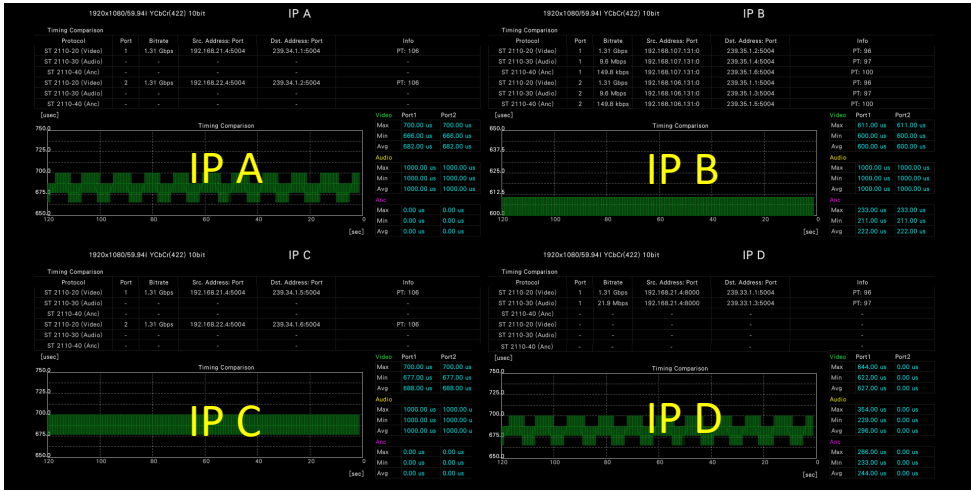 1920x1080/59.94I YCbCr(422) 10bit IP A
Timing Comparison
Protocol Port Bitrate Src. Address: Port Dst. Address: Port Info
ST 2110-20 (Video) 1 1.31 Gbps 192.168.21.4:5004 239.34.1.1:5004 PT: 106
ST 2110-30 (Audio) - - - - -
ST 2110-40 (Anc) - - - - -
ST 2110-20 (Video) 2 1.31 Gbps 192.168.22.4:5004 239.34.1.2:5004 PT: 106
ST 2110-30 (Audio) - - - - -
ST 2110-40 (Anc) - - - - -
[usec]
Timing Comparison
750.0
725.0
700.0
675.0
650.0
120 100 80 60 40 20 0
[sec]
IP A
Video Port1 Port2
Max 700.00 us 700.00 us
Min 666.00 us 666.00 us
Avg 682.00 us 682.00 us
Audio
Max 1000.00 us 1000.00 us
Min 1000.00 us 1000.00 us
Avg 1000.00 us 1000.00 us
Anc
Max 0.00 us 0.00 us
Min 0.00 us 0.00 us
Avg 0.00 us 0.00 us
1920x1080/59.94I YCbCr(422) 10bit IP B
Timing Comparison
Protocol Port Bitrate Src. Address: Port Dst. Address: Port Info
ST 2110-20 (Video) 1 1.31 Gbps 192.168.107.131:0 239.35.1.2:5004 PT: 96
ST 2110-30 (Audio) 1 9.6 Mbps 192.168.107.131:0 239.35.1.4:5004 PT: 97
ST 2110-40 (Anc) 1 149.8 kbps 192.168.107.131:0 239.35.1.6:5004 PT: 100
ST 2110-20 (Video) 2 1.31 Gbps 192.168.106.131:0 239.35.1.1:5004 PT: 96
ST 2110-30 (Audio) 2 9.6 Mbps 192.168.106.131:0 239.35.1.3:5004 PT: 97
ST 2110-40 (Anc) 2 149.8 kbps 192.168.106.131:0 239.35.1.5:5004 PT: 100
[usec]
Timing Comparison
650.0
637.5
625.0
612.5
600.0
120 100 80 60 40 20 0
[sec]
IP B
Video Port1 Port2
Max 611.00 us 611.00 us
Min 600.00 us 600.00 us
Avg 600.00 us 600.00 us
Audio
Max 1000.00 us 1000.00 us
Min 1000.00 us 1000.00 us
Avg 1000.00 us 1000.00 us
Anc
Max 233.00 us 233.00 us
Min 211.00 us 211.00 us
Avg 222.00 us 222.00 us
1920x1080/59.94I YCbCr(422) 10bit IP C
Timing Comparison
Protocol Port Bitrate Src. Address: Port Dst. Address: Port Info
ST 2110-20 (Video) 1 1.31 Gbps 192.168.21.4:5004 239.34.1.5:5004 PT: 106
ST 2110-30 (Audio) - - - - -
ST 2110-40 (Anc) - - - - -
ST 2110-20 (Video) 2 1.31 Gbps 192.168.22.4:5004 239.34.1.6:5004 PT: 106
ST 2110-30 (Audio) - - - - -
ST 2110-40 (Anc) - - - - -
[usec]
Timing Comparison
750.0
725.0
700.0
675.0
650.0
120 100 80 60 40 20 0
[sec]
IP C
Video Port1 Port2
Max 700.00 us 700.00 us
Min 677.00 us 677.00 us
Avg 688.00 us 688.00 us
Audio
Max 1000.00 us 1000.00 u
Min 1000.00 us 1000.00 u
Avg 1000.00 us 1000.00 u
Anc
Max 0.00 us 0.00 us
Min 0.00 us 0.00 us
Avg 0.00 us 0.00 us
1920x1080/59.94I YCbCr(422) 10bit IP D
Timing Comparison
Protocol Port Bitrate Src. Address: Port Dst. Address: Port Info
ST 2110-20 (Video) 1 1.31 Gbps 192.168.21.4:8000 239.33.1.1:5004 PT: 96
ST 2110-30 (Audio) 1 21.9 Mbps 192.168.21.4:8000 239.33.1.3:5004 PT: 97
ST 2110-40 (Anc) - - - - -
ST 2110-20 (Video) - - - - -
ST 2110-30 (Audio) - - - - -
ST 2110-40 (Anc) - - - - -
[usec]
Timing Comparison
750.0
725.0
700.0
675.0
650.0
120 100 80 60 40 20 0
[sec]
IP D
Video Port1 Port2
Max 644.00 us 0.00 us
Min 622.00 us 0.00 us
Avg 627.00 us 0.00 us
Audio
Max 364.00 us 0.00 us
Min 229.00 us 0.00 us
Avg 296.00 us 0.00 us
Anc
Max 266.00 us 0.00 us
Min 233.00 us 0.00 us
Avg 244.00 us 0.00 us